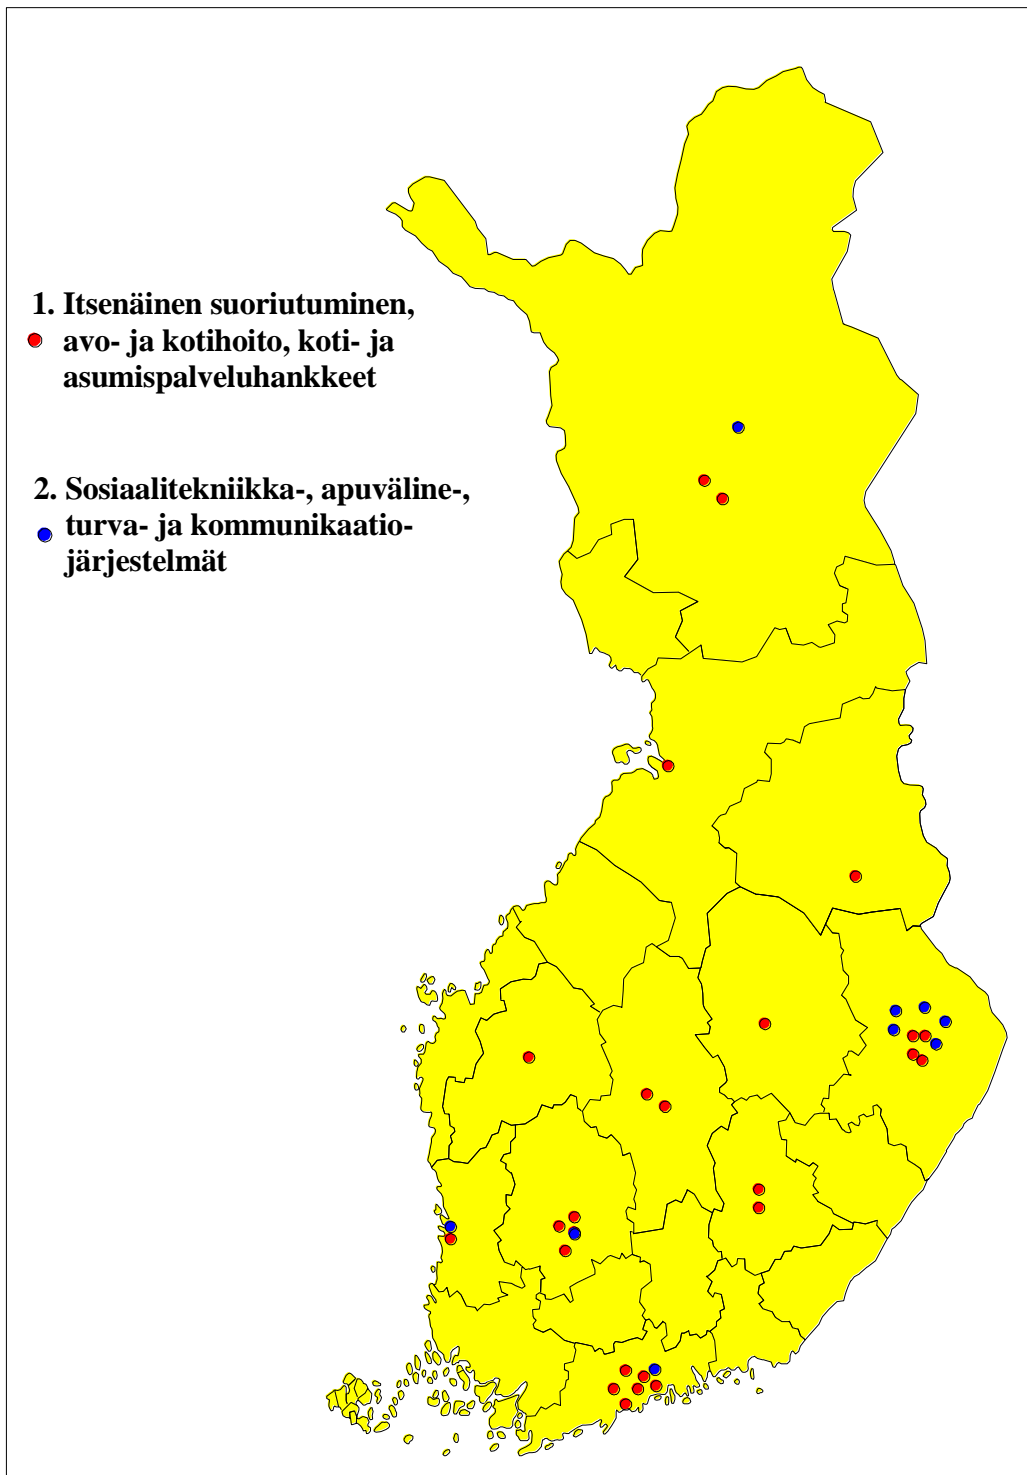 1. Itsenäinen suoriutuminen,
avo- ja kotihoito, koti- ja
asumispalveluhankkeet
2. Sosiaalitekniikka-, apuväline-,
turva- ja kommunikaatio-
järjestelmät